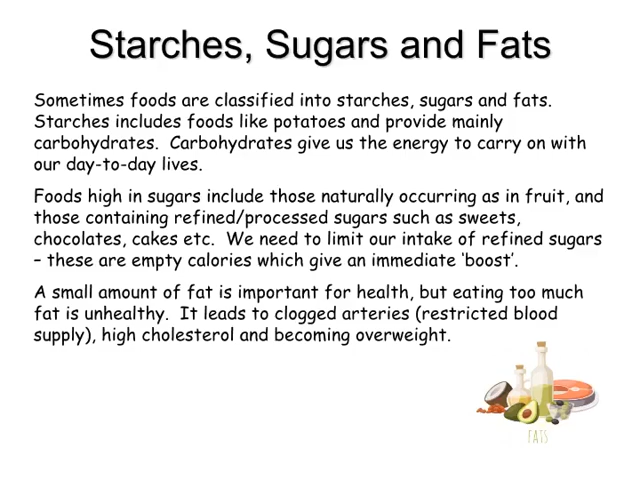 Starches, Sugars and Fats
Sometimes foods are classified into starches, sugars and fats.
Starches includes foods like potatoes and provide mainly
carbohydrates.  Carbohydrates give us the energy to carry on with
our day-to-day lives.
Foods high in sugars include those naturally occurring as in fruit, and
those containing refined/processed sugars such as sweets,
chocolates, cakes etc.  We need to limit our intake of refined sugars
– these are empty calories which give an immediate ‘boost’.
A small amount of fat is important for health, but eating too much
fat is unhealthy.  It leads to clogged arteries (restricted blood
supply), high cholesterol and becoming overweight.
FATS